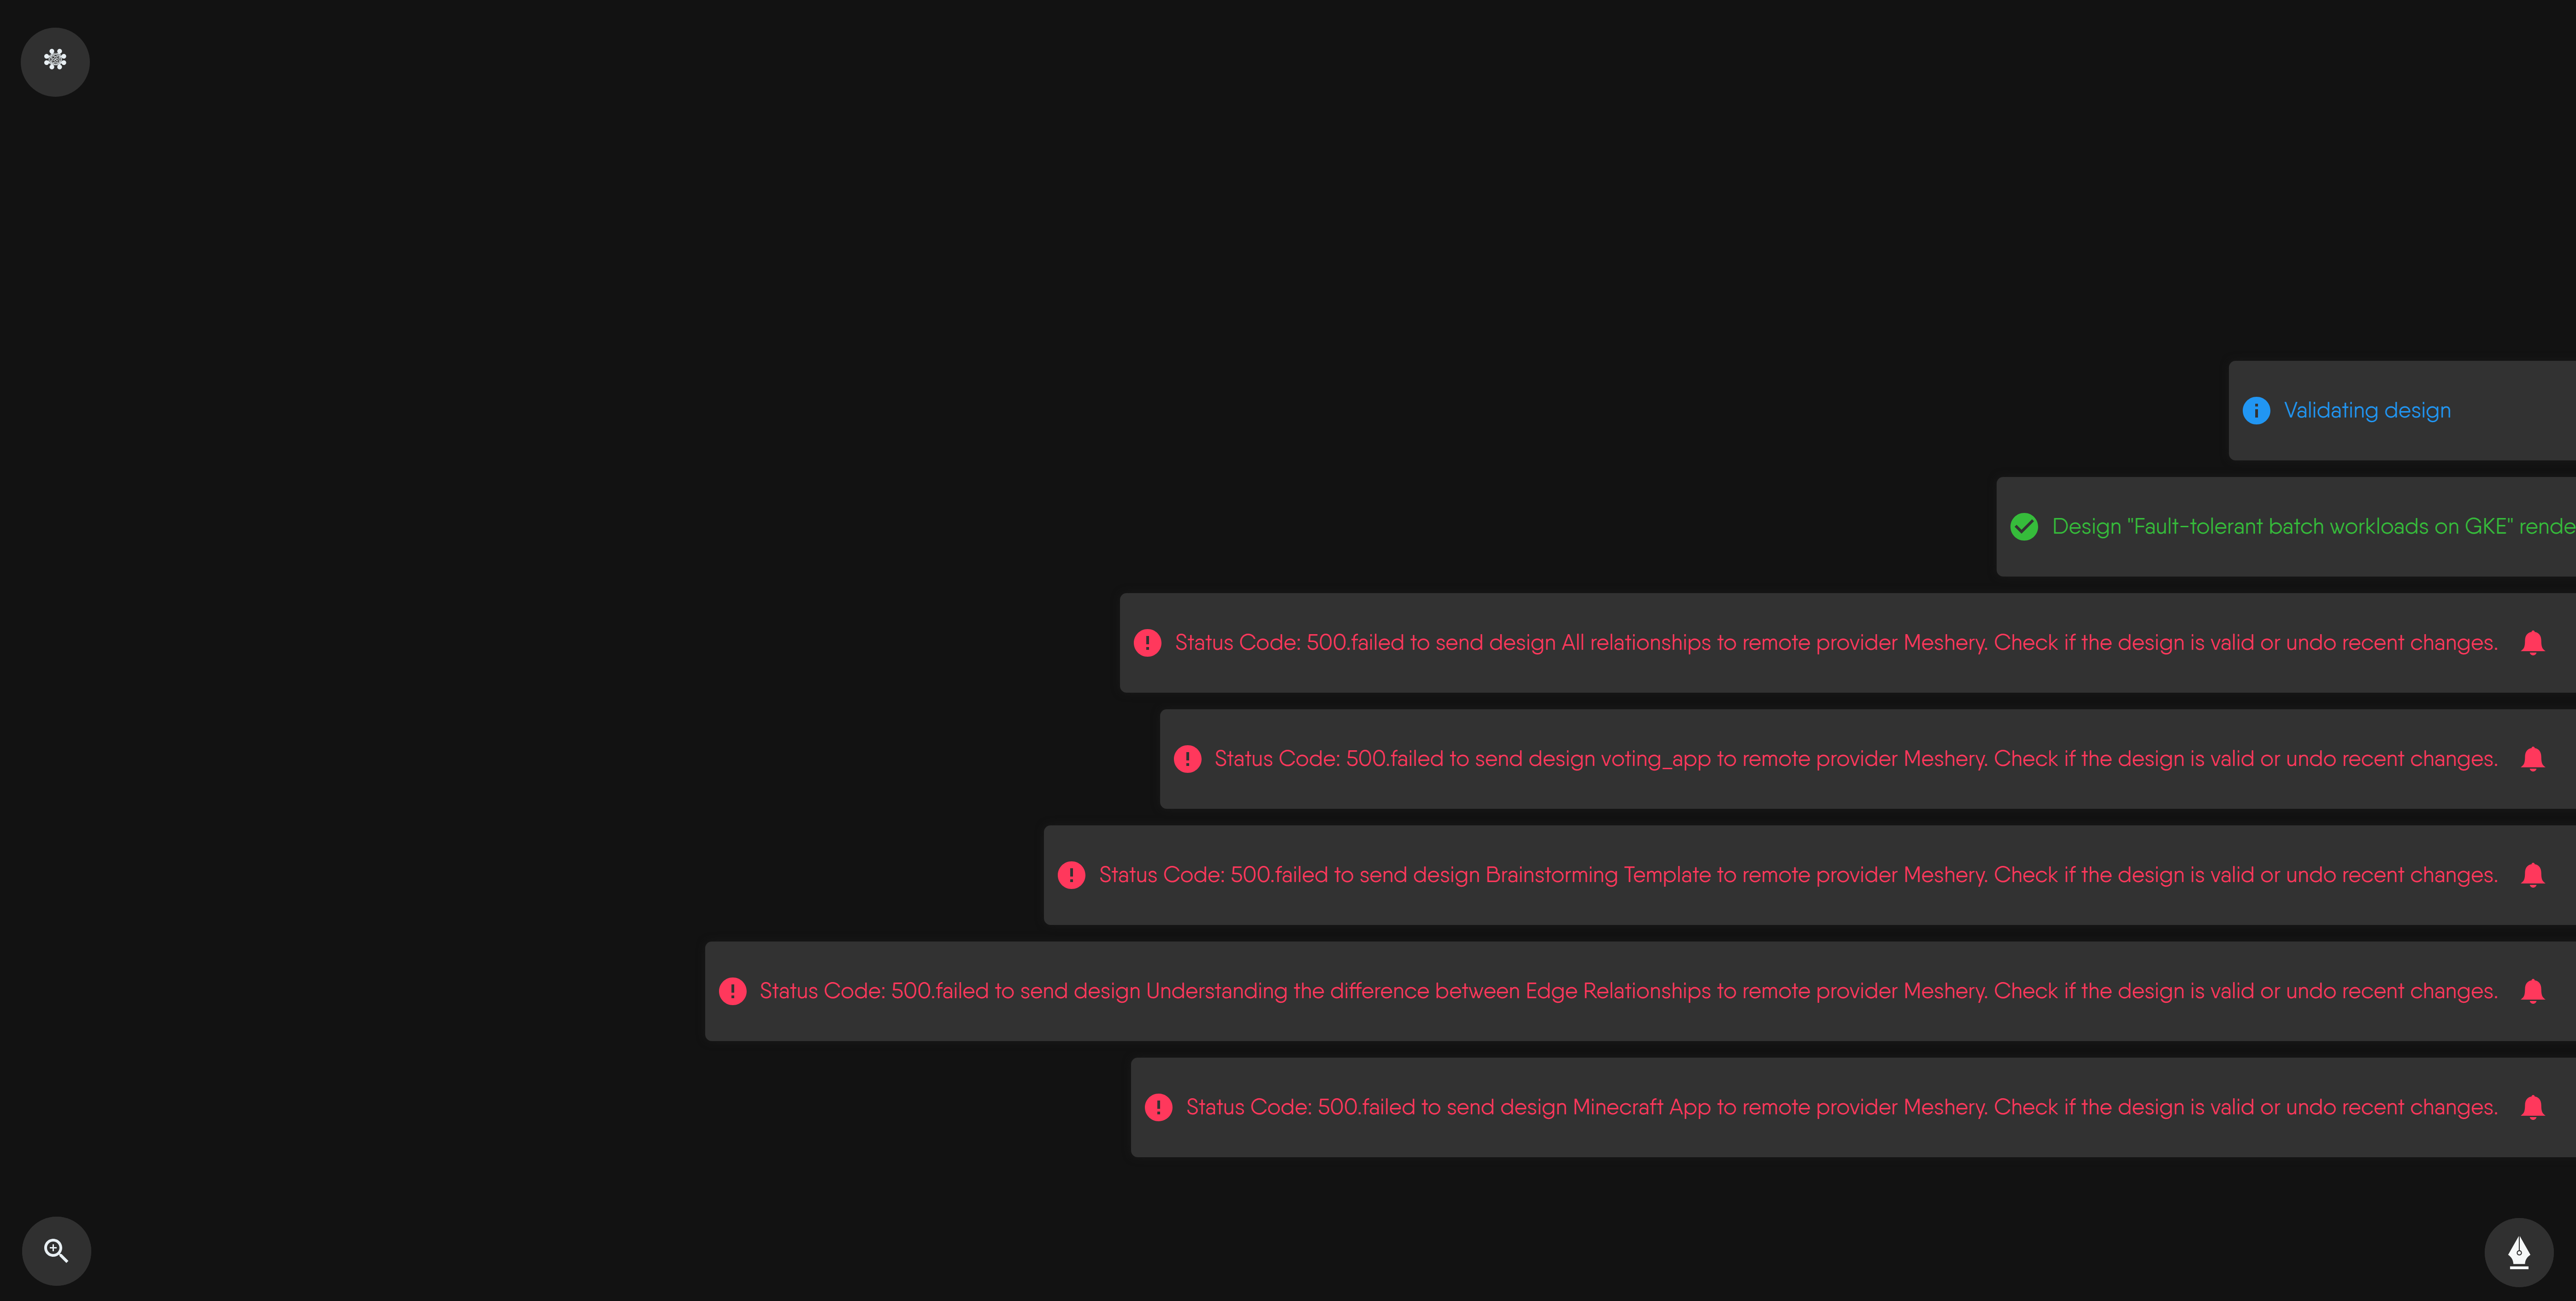 Validating design
Design "Fault-tolerant batch workloads on GKE"
Status Code: 500.failed to send design All relationships to remote provider Meshery. Check if the design is valid or undo recent changes.
Status Code: 500.failed to send design voting_app to remote provider Meshery. Check if the design is valid or undo recent changes.
Status Code: 500.failed to send design Brainstorming Template to remote provider Meshery. Check if the design is valid or undo recent changes.
Status Code: 500.failed to send design Understanding the difference between Edge Relationships to remote provider Meshery. Check if the design is valid or undo recent changes.
Status Code: 500.failed to send design Minecraft App to remote provider Meshery. Check if the design is valid or undo recent changes.